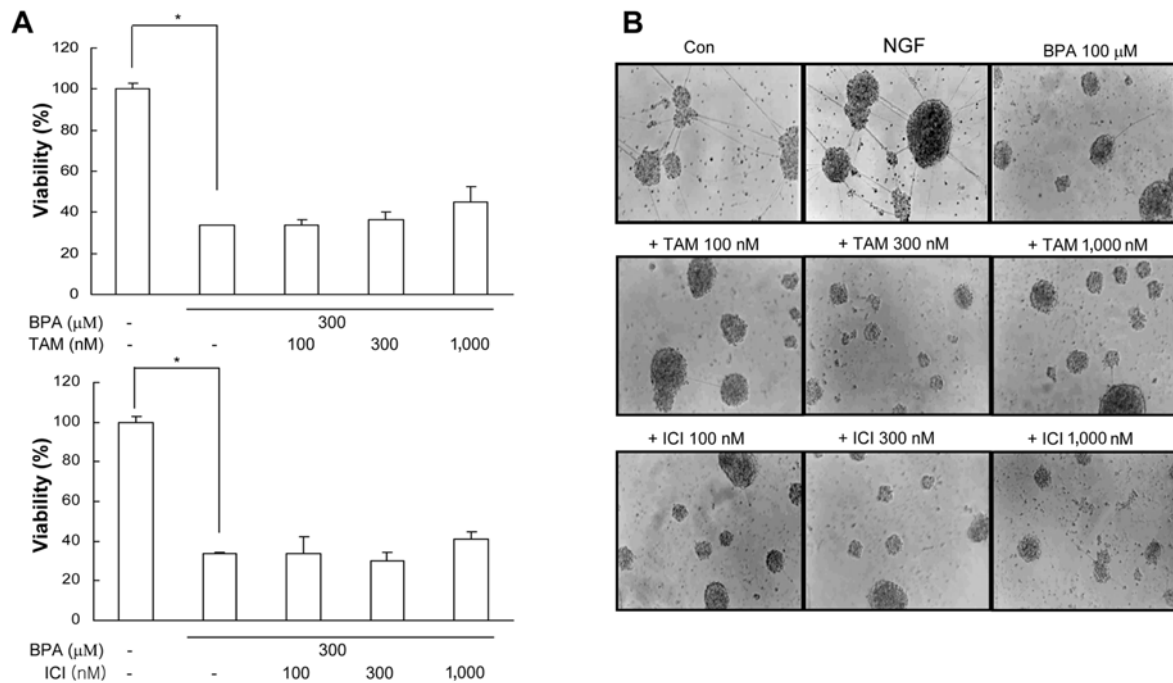 A
*
120
100
80
60
40
20
0
Viability (%)
BPA (μM) - 300
TAM (nM) - - 100 300 1,000
*
120
100
80
60
40
20
0
Viability (%)
BPA (μM) - 300
ICI (nM) - - 100 300 1,000
B
Con NGF BPA 100 μM
+ TAM 100 nM + TAM 300 nM + TAM 1,000 nM
+ ICI 100 nM + ICI 300 nM + ICI 1,000 nM